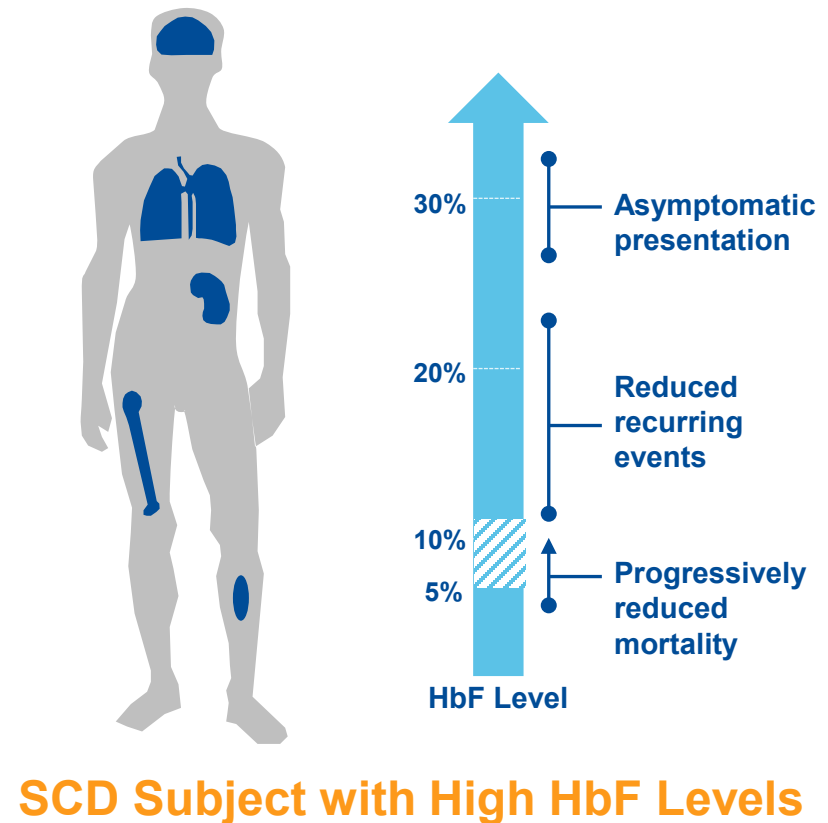 30%
Asymptomatic
presentation
20%
Reduced
recurring
events
10%
5%
Progressively
reduced
mortality
HbF Level
SCD Subject with High HbF Levels